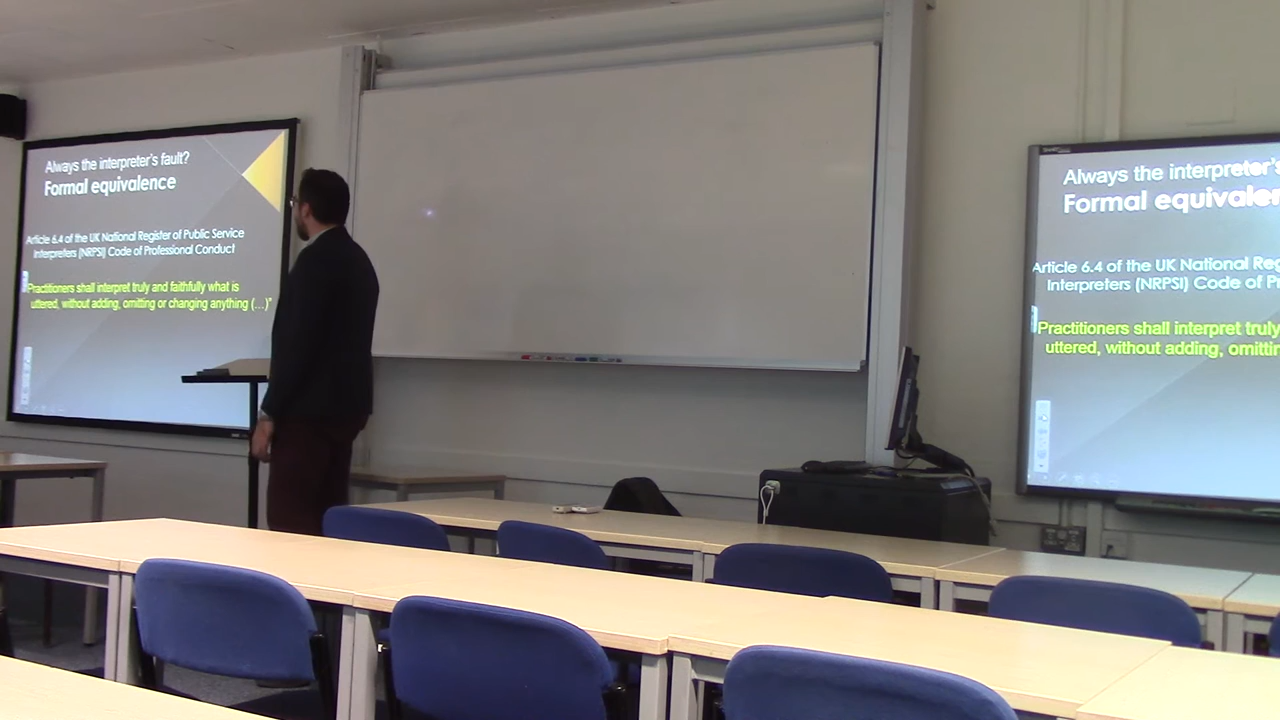 Always the interpreter's fault?
Formal equivalence
Article 6.4 of the UK National Register of Public Service
Interpreters (NRPSI) Code of Professional Conduct
Practitioners shall interpret truly and faithfully what is
uttered, without adding, omitting or changing anything (...)"
Always the interpreter's
Formal equivalen
Article 6.4 of the UK National Reg
Interpreters (NRPSI) Code of P
Practitioners shall interpret truly
uttered, without adding, omittin